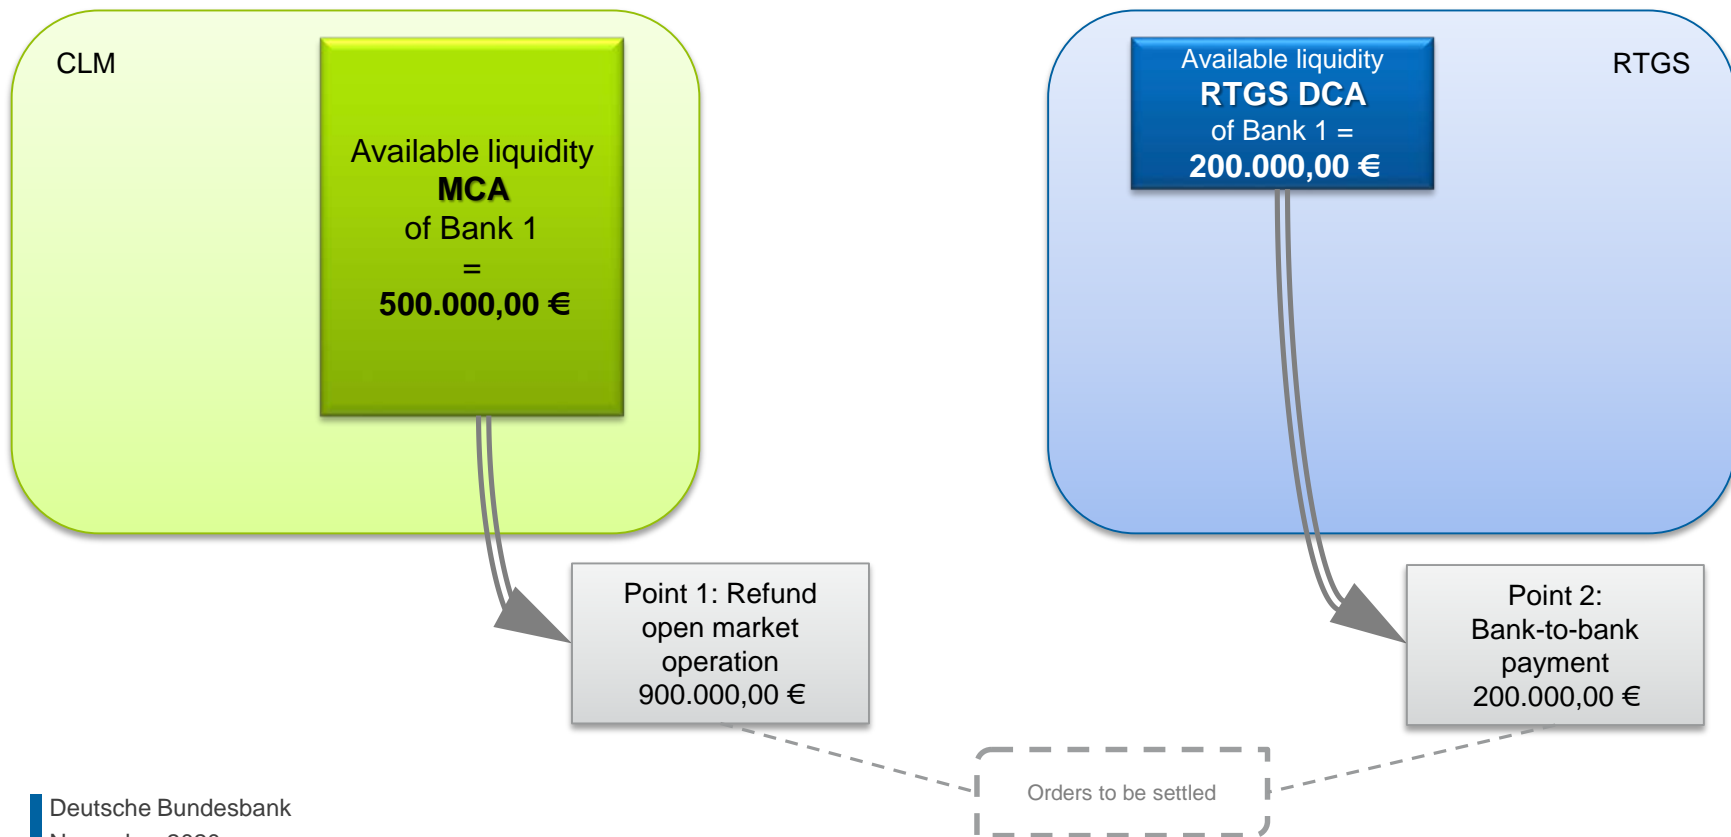 CLM
Available liquidity
MCA
of Bank 1
=
500.000,00 €
Available liquidity
RTGS DCA
of Bank 1 =
200.000,00 €
RTGS
Point 1: Refund
open market
operation
900.000,00 €
Point 2:
Bank-to-bank
payment
200.000,00 €
Orders to be settled
Deutsche Bundesbank